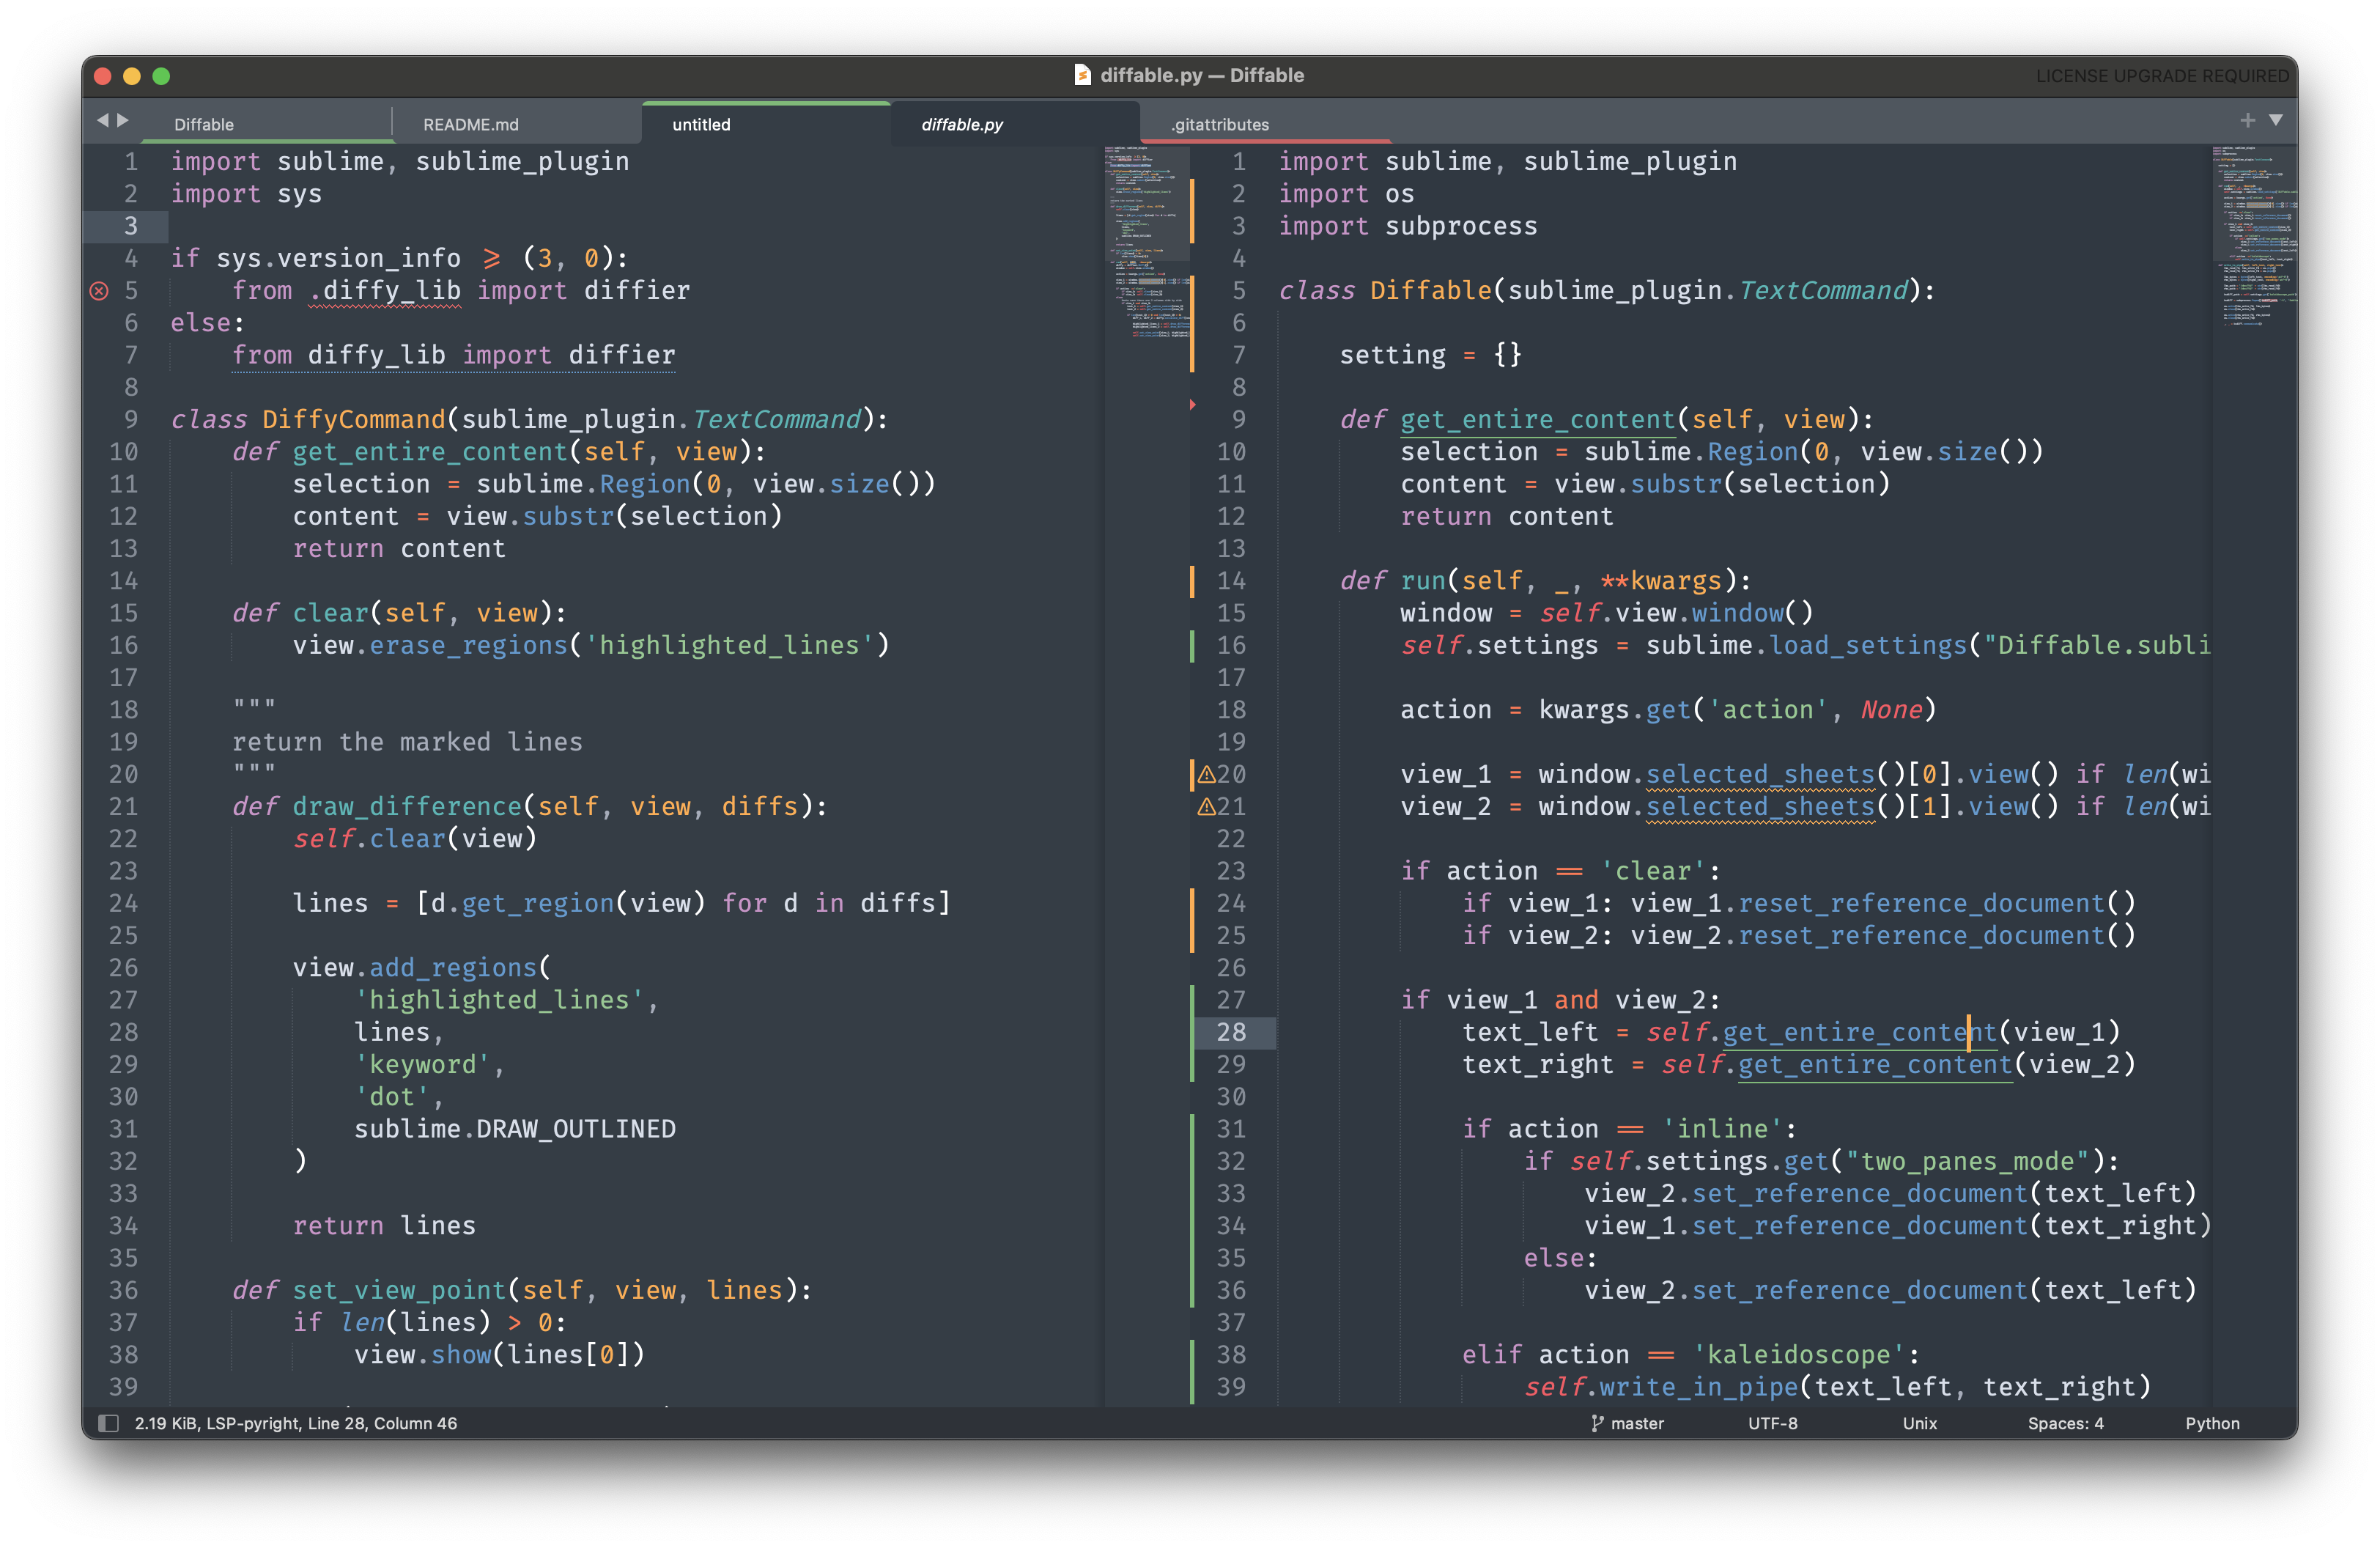 diffable.py — Diffable
LICENSE UPGRADE REQUIRED
Diffable
README.md
untitled
diffable.py
.gitattributes
1 import sublime, sublime_plugin
2 import sys
3
4 if sys.version_info >= (3, 0):
5     from .diffy_lib import diffier
6 else:
7     from diffy_lib import diffier
8
9 class DiffyCommand(sublime_plugin.TextCommand):
10     def get_entire_content(self, view):
11         selection = sublime.Region(0, view.size())
12         content = view.substr(selection)
13         return content
14
15     def clear(self, view):
16         view.erase_regions('highlighted_lines')
17
18     """
19     return the marked lines
20     """
21     def draw_difference(self, view, diffs):
22         self.clear(view)
23
24         lines = [d.get_region(view) for d in diffs]
25
26         view.add_regions(
27             'highlighted_lines',
28             lines,
29             'keyword',
30             'dot',
31             sublime.DRAW_OUTLINED
32         )
33
34         return lines
35
36     def set_view_point(self, view, lines):
37         if len(lines) > 0:
38             view.show(lines[0])
39
1 import sublime, sublime_plugin
2 import os
3 import subprocess
4
5 class Diffable(sublime_plugin.TextCommand):
6
7     setting = {}
8
9     def get_entire_content(self, view):
10         selection = sublime.Region(0, view.size())
11         content = view.substr(selection)
12         return content
13
14     def run(self, _, **kwargs):
15         window = self.view.window()
16         self.settings = sublime.load_settings("Diffable.subli
17
18         action = kwargs.get('action', None)
19
20         view_1 = window.selected_sheets()[0].view() if len(wi
21         view_2 = window.selected_sheets()[1].view() if len(wi
22
23         if action == 'clear':
24             if view_1: view_1.reset_reference_document()
25             if view_2: view_2.reset_reference_document()
26
27         if view_1 and view_2:
28             text_left = self.get_entire_content(view_1)
29             text_right = self.get_entire_content(view_2)
30
31             if action == 'inline':
32                 if self.settings.get("two_panes_mode"):
33                     view_2.set_reference_document(text_left)
34                     view_1.set_reference_document(text_right)
35                 else:
36                     view_2.set_reference_document(text_left)
37
38             elif action == 'kaleidoscope':
39                 self.write_in_pipe(text_left, text_right)
2.19 KiB, LSP-pyright, Line 28, Column 46
master
UTF-8
Unix
Spaces: 4
Python